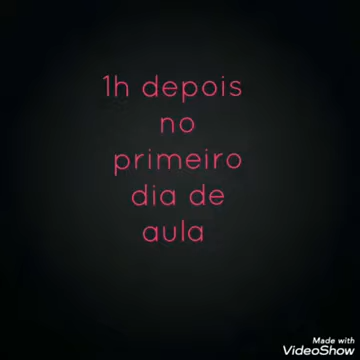 1h depois
no
primeiro
dia de
aula
Made with
VideoShow